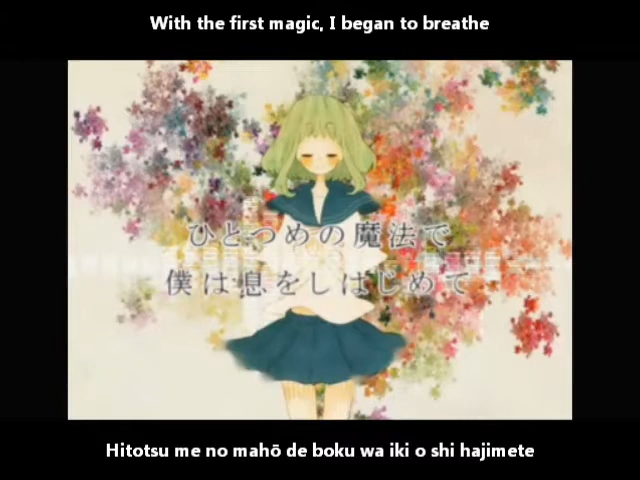 With the first magic, I began to breathe
ひとつめの魔法で
僕は息をしはじめて
Hitotsu me no mahō de boku wa iki o shi hajimete